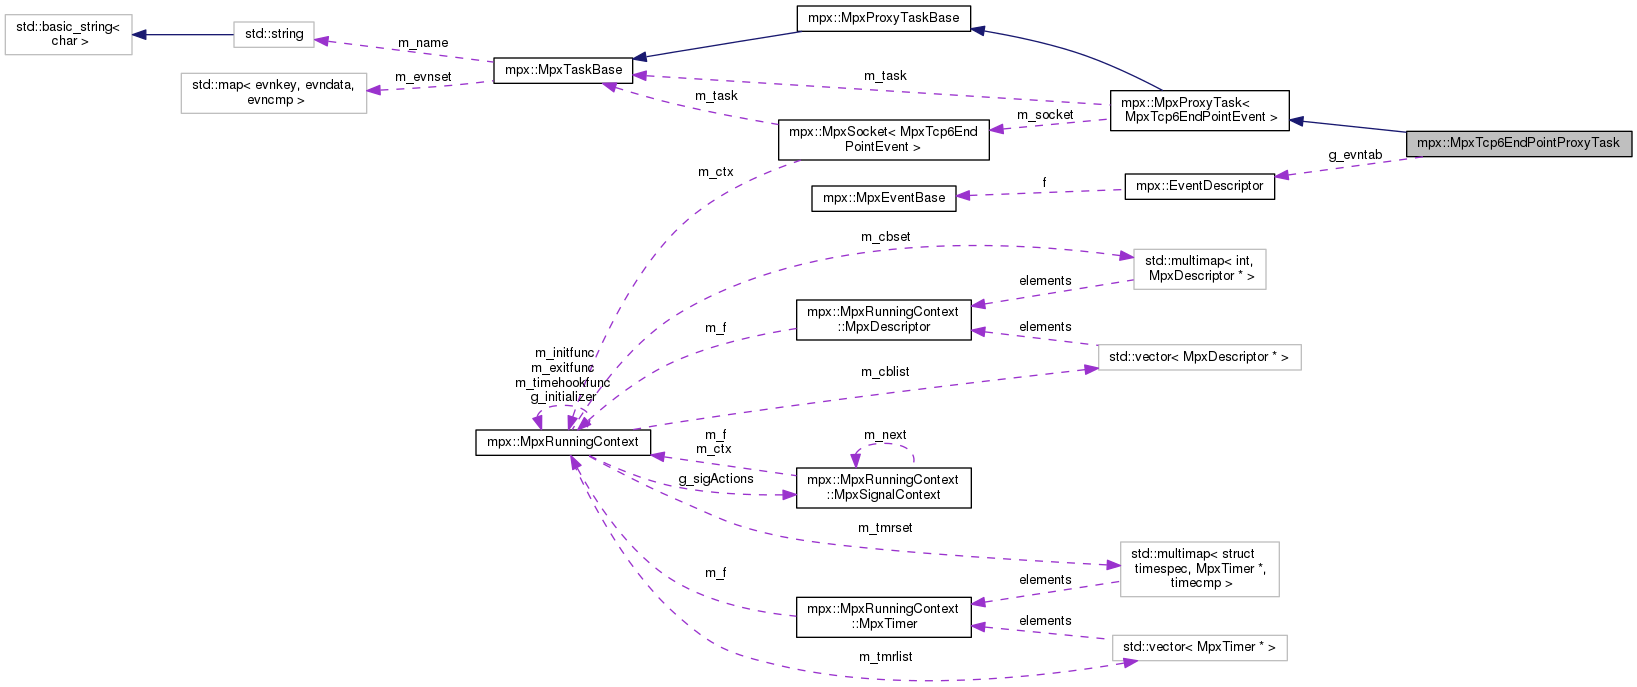 mpx::MpxProxyTaskBase
std::basic_string<
char >
std::string
m_name
mpx::MpxTaskBase
m_evnset
std::map< evnkey, evndata,
evncmp >
m_task
m_task
mpx::MpxProxyTask<
MpxTcp6EndPointEvent >
m_socket
mpx::MpxSocket< MpxTcp6End
PointEvent >
mpx::MpxTcp6EndPointProxyTask
g_evntab
m_ctx
mpx::EventDescriptor
f
mpx::MpxEventBase
m_cbset
std::multimap< int,
MpxDescriptor * >
elements
mpx::MpxRunningContext
::MpxDescriptor
m_f
elements
std::vector< MpxDescriptor * >
m_initfunc
m_exitfunc
m_timehookfunc
g_initializer
m_cblist
mpx::MpxRunningContext
m_f
m_ctx
m_next
mpx::MpxRunningContext
::MpxSignalContext
g_sigActions
m_tmrset
std::multimap< struct
timespec, MpxTimer *,
timecmp >
elements
m_f
mpx::MpxRunningContext
::MpxTimer
elements
std::vector< MpxTimer * >
m_tmrlist